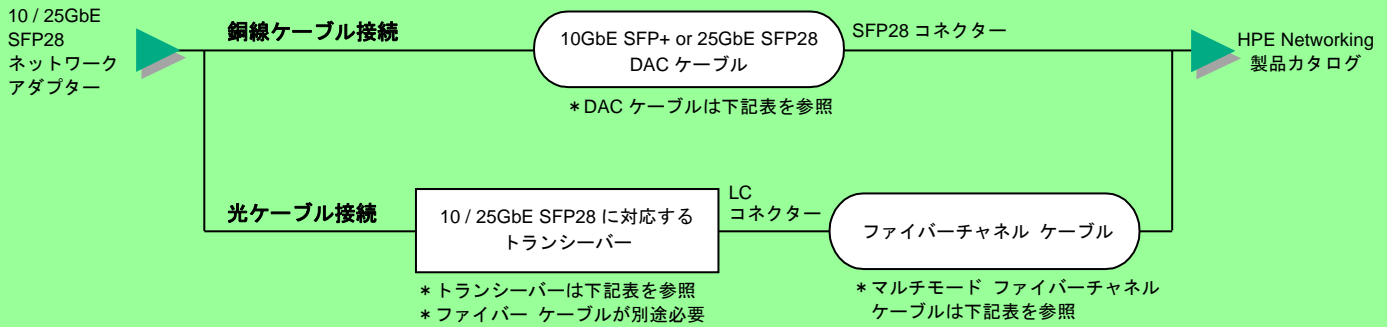 10 / 25GbE
SFP28
ネットワーク
アダプター
銅線ケーブル接続
10GbE SFP+ or 25GbE SFP28
DAC ケーブル
SFP28 コネクター
HPE Networking
製品カタログ
＊DAC ケーブルは下記表を参照
光ケーブル接続
10 / 25GbE SFP28 に対応する
トランシーバー
LC
コネクター
ファイバーチャネル ケーブル
＊トランシーバーは下記表を参照
＊ファイバー ケーブルが別途必要
＊マルチモード ファイバーチャネル
ケーブルは下記表を参照